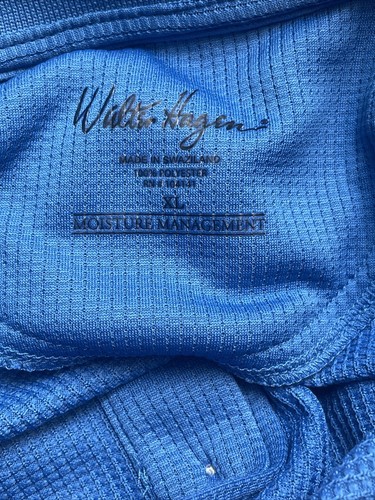 Walter Hagen
MADE IN SWAZILAND
100% POLYESTER
XL
MOISTURE MANAGEMENT